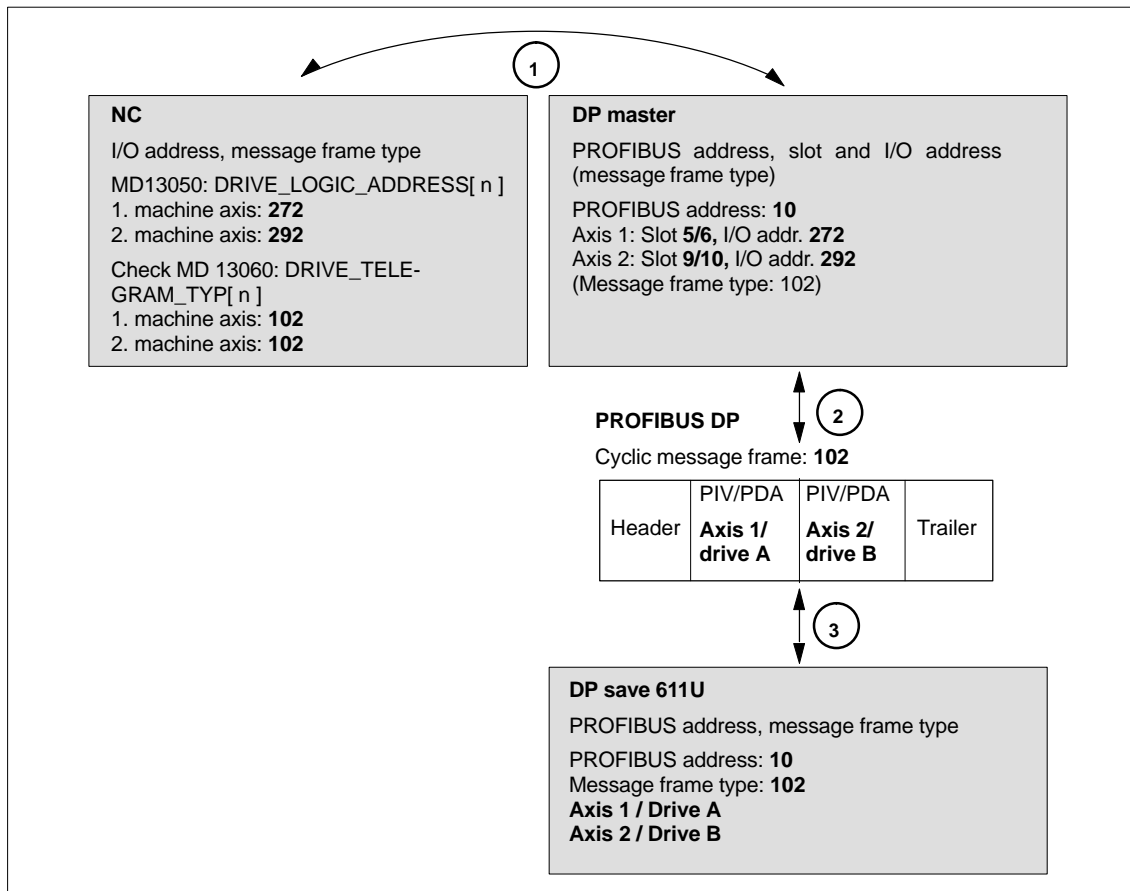 1
NC
I/O address, message frame type
MD13050: DRIVE_LOGIC_ADDRESS[ n ]
1. machine axis: 272
2. machine axis: 292
Check MD 13060: DRIVE_TELE-
GRAM_TYP[ n ]
1. machine axis: 102
2. machine axis: 102
DP master
PROFIBUS address, slot and I/O address
(message frame type)
PROFIBUS address: 10
Axis 1: Slot 5/6, I/O addr. 272
Axis 2: Slot 9/10, I/O addr. 292
(Message frame type: 102)
2
PROFIBUS DP
Cyclic message frame: 102
Header
PIV/PDA
Axis 1/
drive A
PIV/PDA
Axis 2/
drive B
Trailer
3
DP save 611U
PROFIBUS address, message frame type
PROFIBUS address: 10
Message frame type: 102
Axis 1 / Drive A
Axis 2 / Drive B